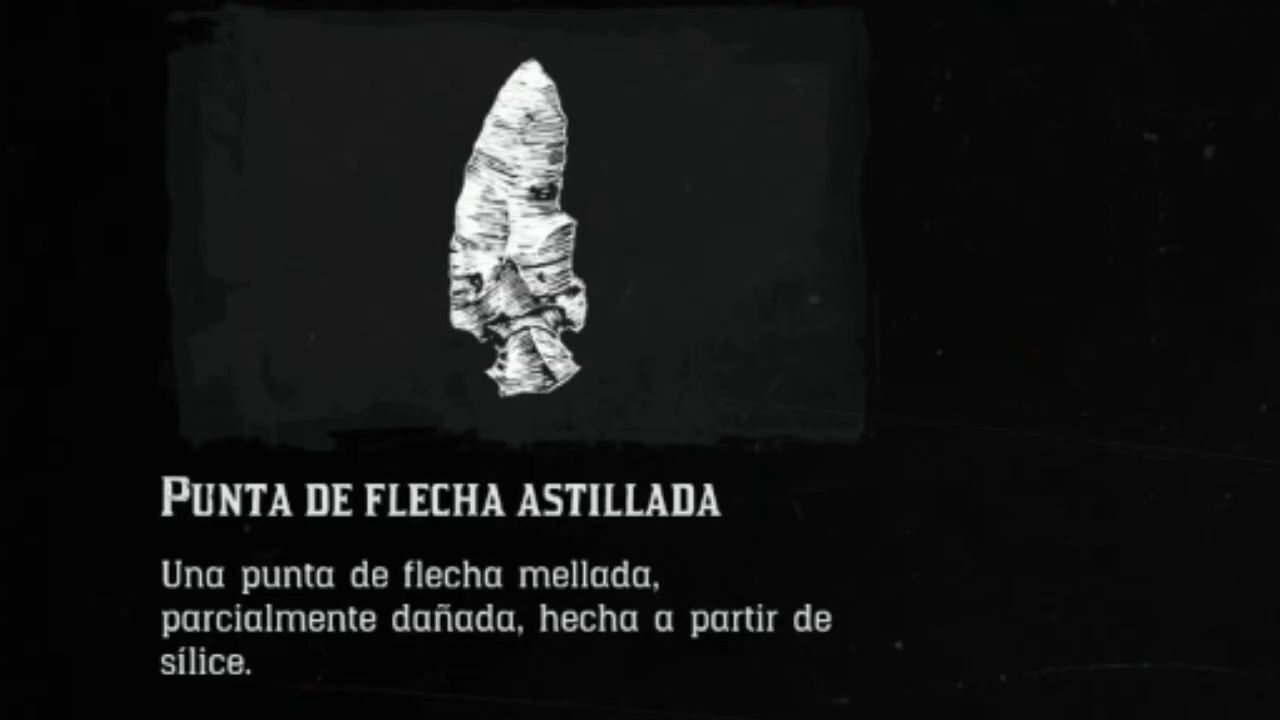 Punta de flecha astillada
Una punta de flecha mellada,
parcialmente dañada, hecha a partir de
sílice.